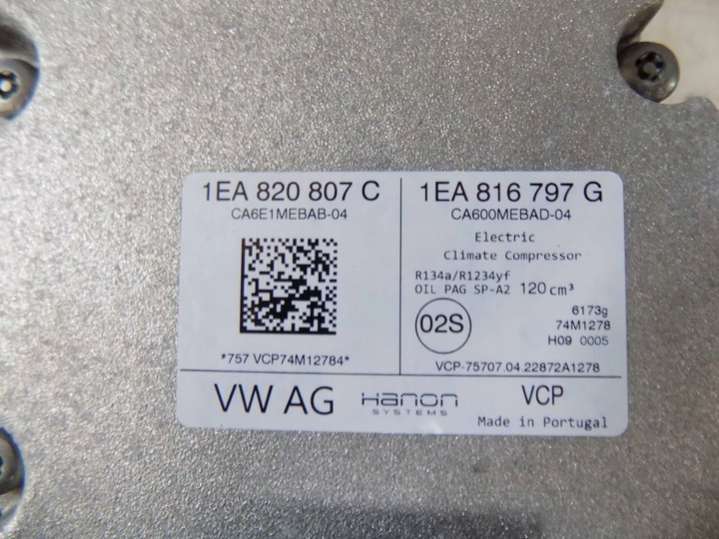 1EA 820 807 C
CA6E1MEBAB-04
*757 VCP74M12784*
1EA 816 797 G
CA600MEBAD-04
Electric
Climate Compressor
R134a/R1234yf
OIL PAG SP-A2 120 cm³
02S
6173g
74M1278
H09 0005
VCP-75707.04.22872A1278
VW AG
Hanon
SYSTEMS
VCP
Made in Portugal